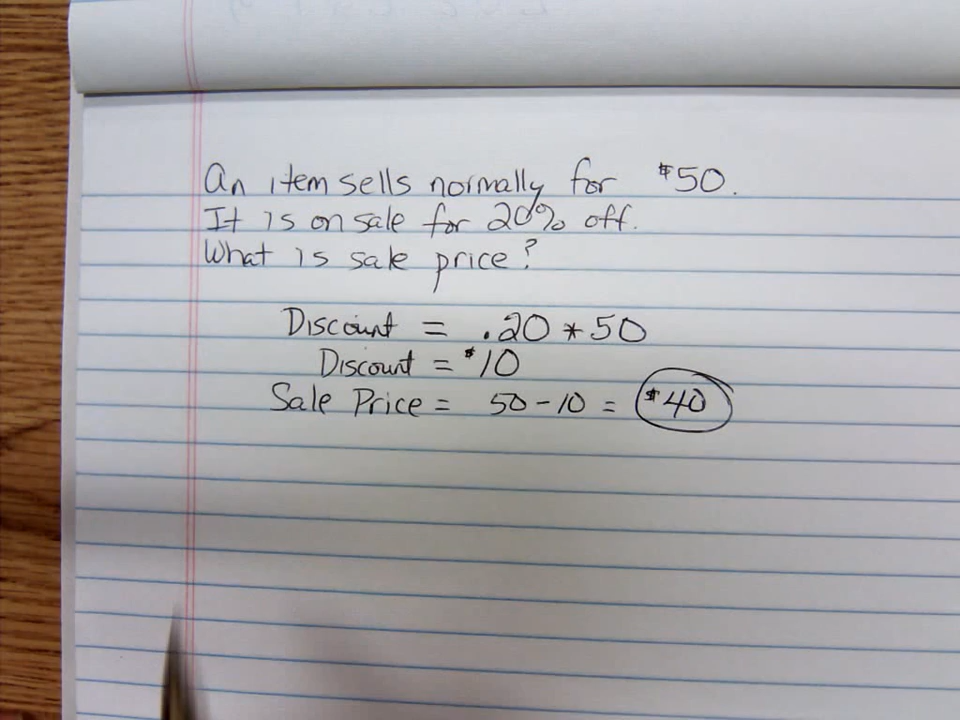 An item sells normally for $50.
It is on sale for 20% off.
What is sale price?
Discount = .20 * 50
Discount = $10
Sale Price = 50 - 10 = $40